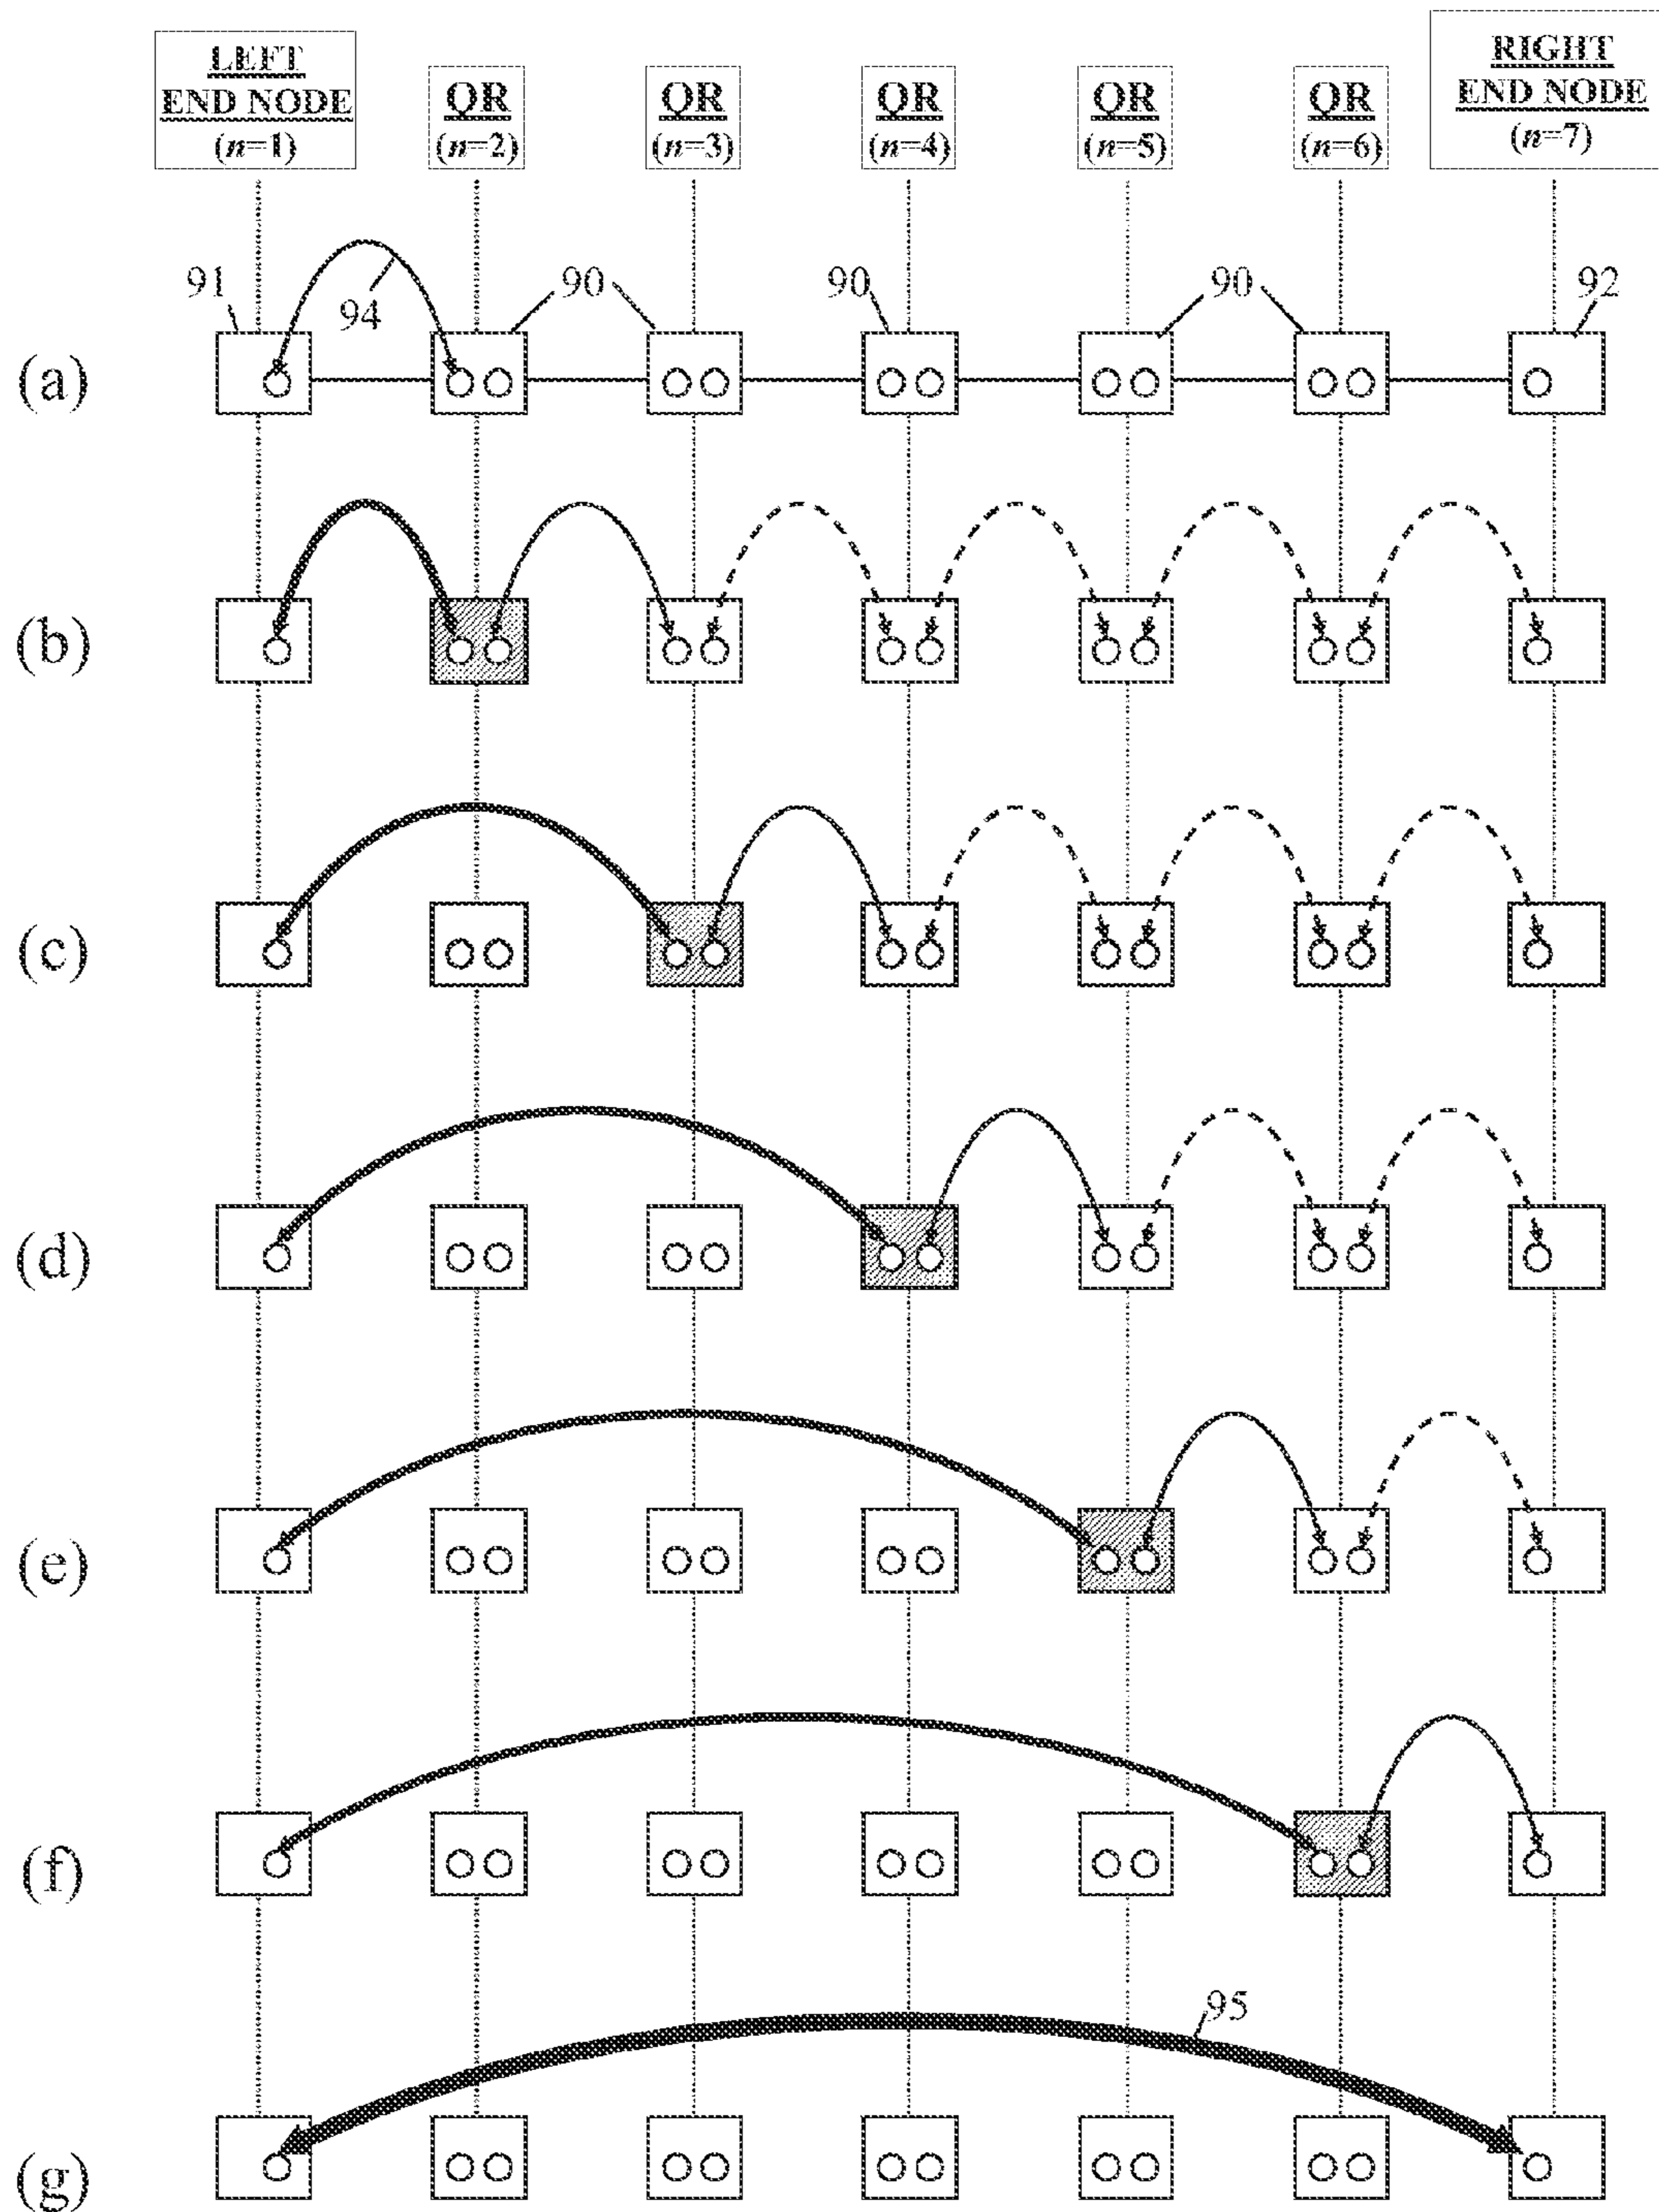 LEFT
END NODE
(n=1)
QR
(n=2)
QR
(n=3)
QR
(n=4)
QR
(n=5)
QR
(n=6)
RIGHT
END NODE
(n=7)
91
94
90
90
90
92
(a)
(b)
(c)
(d)
(e)
(f)
95
(g)